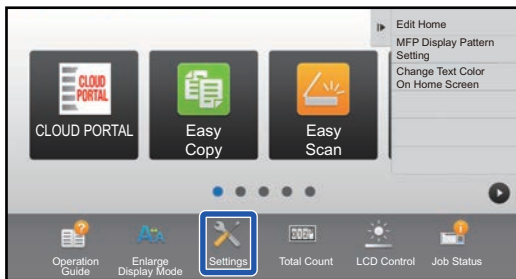 Edit Home
MFP Display Pattern
Setting
Change Text Color
On Home Screen
CLOUD
PORTAL
CLOUD PORTAL
Easy
Copy
Easy
Scan
Operation
Guide
Enlarge
Display Mode
Settings
Total Count
LCD Control
Job Status